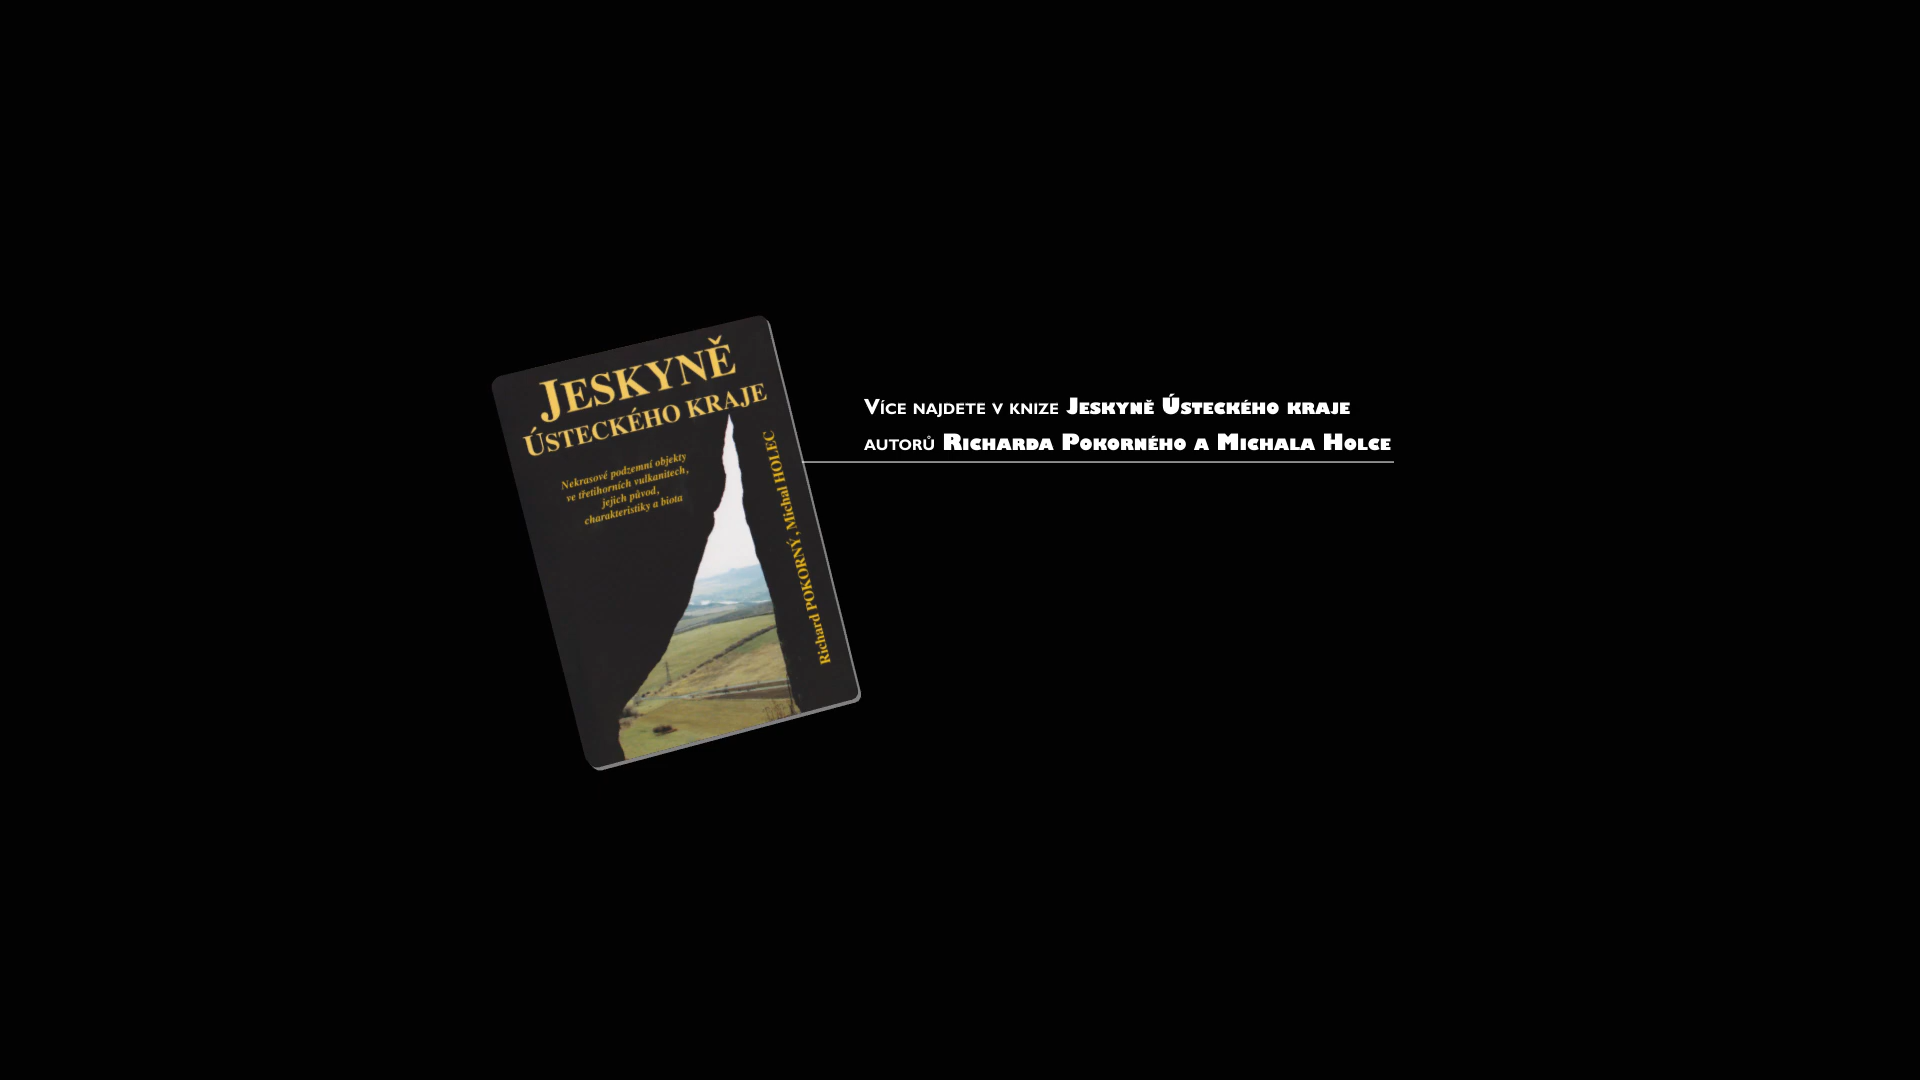 JESKYNĚ
ÚSTECKÉHO KRAJE
Nekrasové podzemní objekty
ve třetihorních vulkanitech,
jejich původ,
charakteristiky a biota
Richard POKORNÝ, Michal HOLEC
Více najdete v knize Jeskyně Ústeckého kraje
autorů Richarda Pokorného a Michala Holce